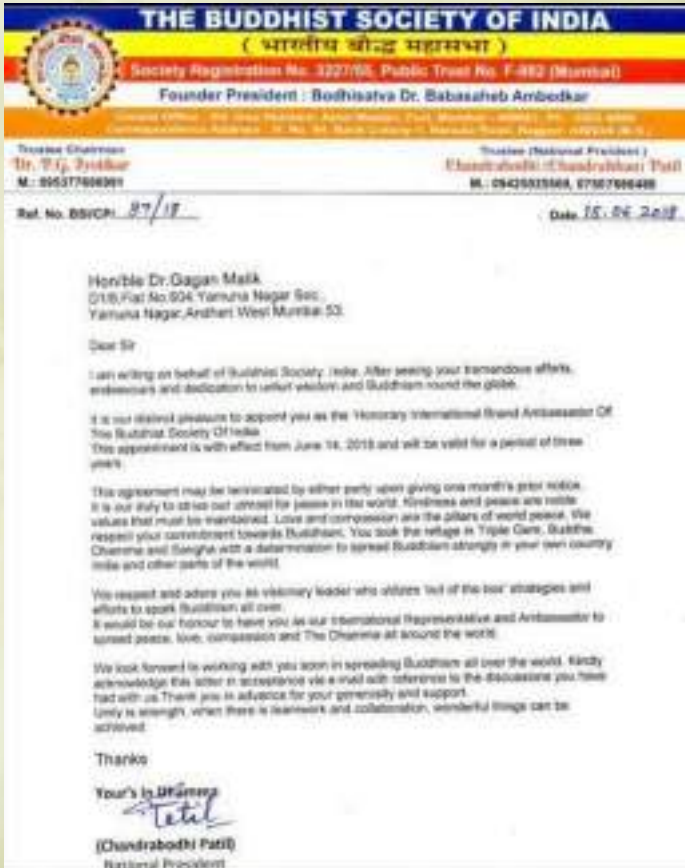 THE BUDDHIST SOCIETY OF INDIA
( भारतीय बौद्ध महासभा )
Society Registration No. 3227/55, Public Trust No. F-982 (Mumbai)
Founder President : Bodhisatva Dr. Babasaheb Ambedkar
Trustee Chairman
Trustee (National President)
Dr. P.G. Jyotikar
Chandrabodhi (Chandrabhan) Patil
M.:
M.:
Ref. No. BSI/CP/ 97/18
Date 15.06.2018
Hon'ble Dr.Gagan Malik
Flat No.604 Yamuna Nagar Soc.,
Yamuna Nagar,Andheri West Mumbai 53.
Dear Sir
I am writing on behalf of Buddhist Society, India. After seeing your tremendous efforts,
endeavours and dedication to unfurl wisdom and Buddhism round the globe.
It is our distinct pleasure to appoint you as the 'Honorary International Brand Ambassador Of
The Buddhist Society Of India
This appointment is with effect from June 14, 2018 and will be valid for a period of three
years.
This agreement may be terminated by either party upon giving one month's prior notice.
It is our duty to strive our utmost for peace in the world. Kindness and peace are noble
values that must be maintained. Love and compassion are the pillars of world peace. We
respect your commitment towards Buddhism. You took the refuge in Triple Gem, Buddha
Dhamma and Sangha with a determination to spread Buddhism strongly in your own country
India and other parts of the world.
We respect and adore you as visionary leader who utilizes 'out of the box' strategies and
efforts to spark Buddhism all over.
It would be our honour to have you as our International Representative and Ambassador to
spread peace, love, compassion and The Dhamma all around the world.
We look forward to working with you soon in spreading Buddhism all over the world. Kindly
acknowledge this letter in acceptance via e-mail with reference to the discussions you have
had with us.Thank you in advance for your generosity and support.
Unity is strength, when there is teamwork and collaboration, wonderful things can be
achieved.
Thanks
Your's In Dhamma
Patil
(Chandrabodhi Patil)
National President